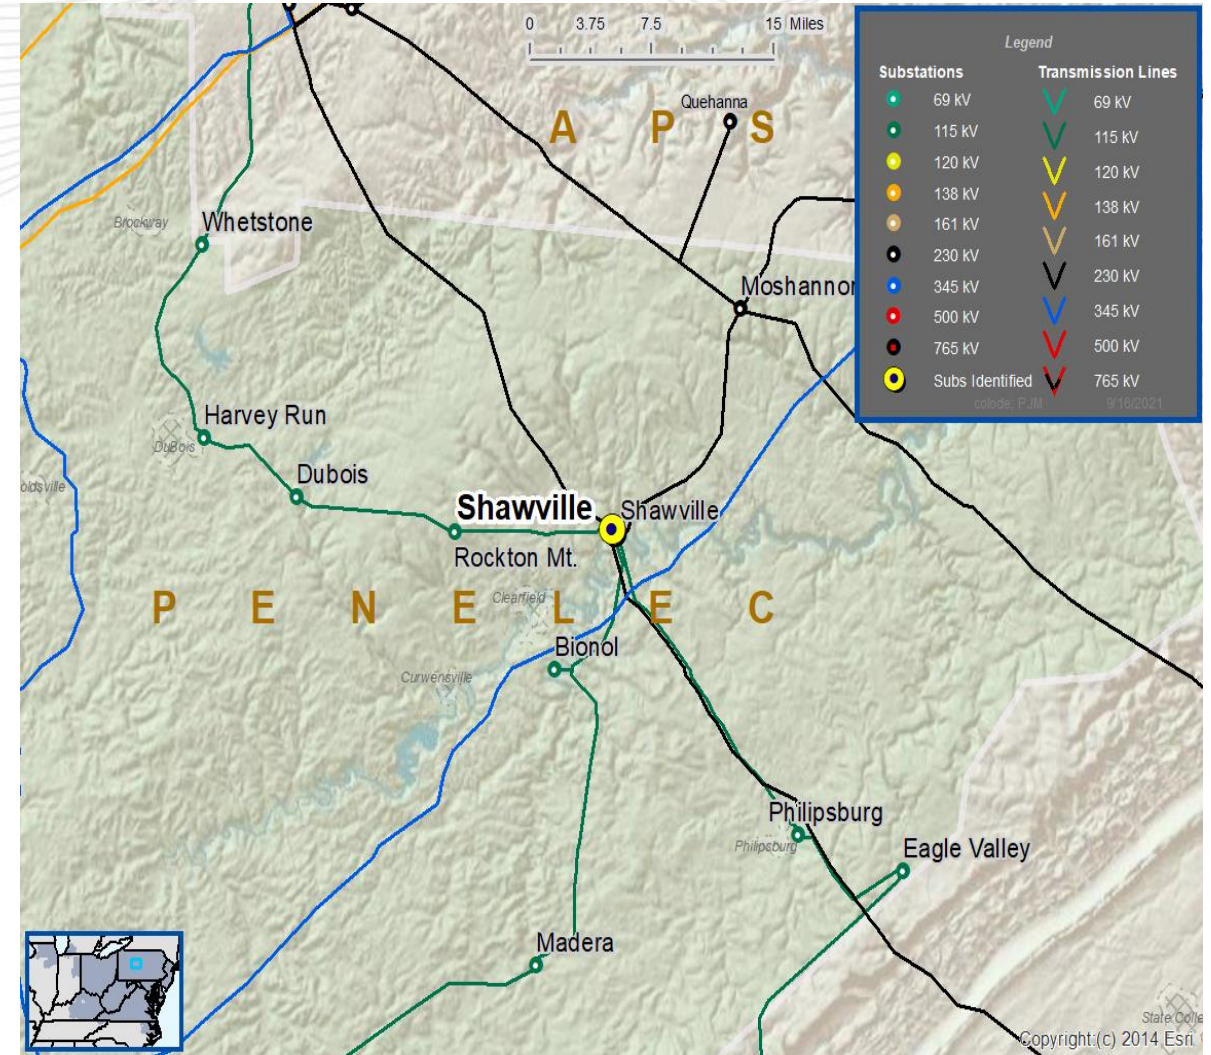 0 3.75 7.5 15 Miles
Legend
Substations
69 kV
115 kV
120 kV
138 kV
161 kV
230 kV
345 kV
500 kV
765 kV
Subs Identified
Transmission Lines
69 kV
115 kV
120 kV
138 kV
161 kV
230 kV
345 kV
500 kV
765 kV
colode, PJM 9/16/2021
Quehanna
A P S
Brockway
Whetstone
Moshannon
Harvey Run
DuBois
Dubois
oldsville
Shawville
Shawville
Rockton Mt.
Clearfield
P E N E L E C
Bionol
Curwensville
Philipsburg
Philipsburg
Eagle Valley
Madera
State Colle
Copyright:(c) 2014 Esri